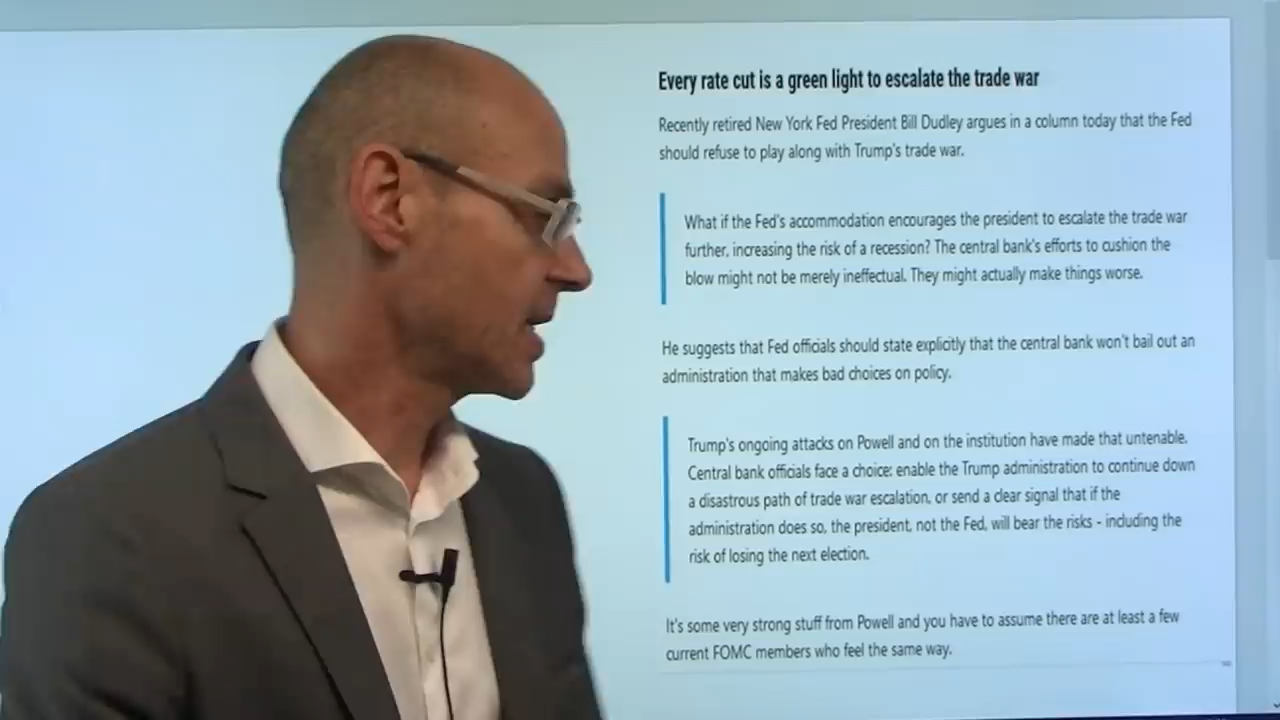 Every rate cut is a green light to escalate the trade war
Recently retired New York Fed President Bill Dudley argues in a column today that the Fed
should refuse to play along with Trump's trade war.
What if the Fed's accommodation encourages the president to escalate the trade war
further, increasing the risk of a recession? The central bank's efforts to cushion the
blow might not be merely ineffectual. They might actually make things worse.
He suggests that Fed officials should state explicitly that the central bank won't bail out an
administration that makes bad choices on policy.
Trump's ongoing attacks on Powell and on the institution have made that untenable.
Central bank officials face a choice: enable the Trump administration to continue down
a disastrous path of trade war escalation, or send a clear signal that if the
administration does so, the president, not the Fed, will bear the risks - including the
risk of losing the next election.
It's some very strong stuff from Powell and you have to assume there are at least a few
current FOMC members who feel the same way.